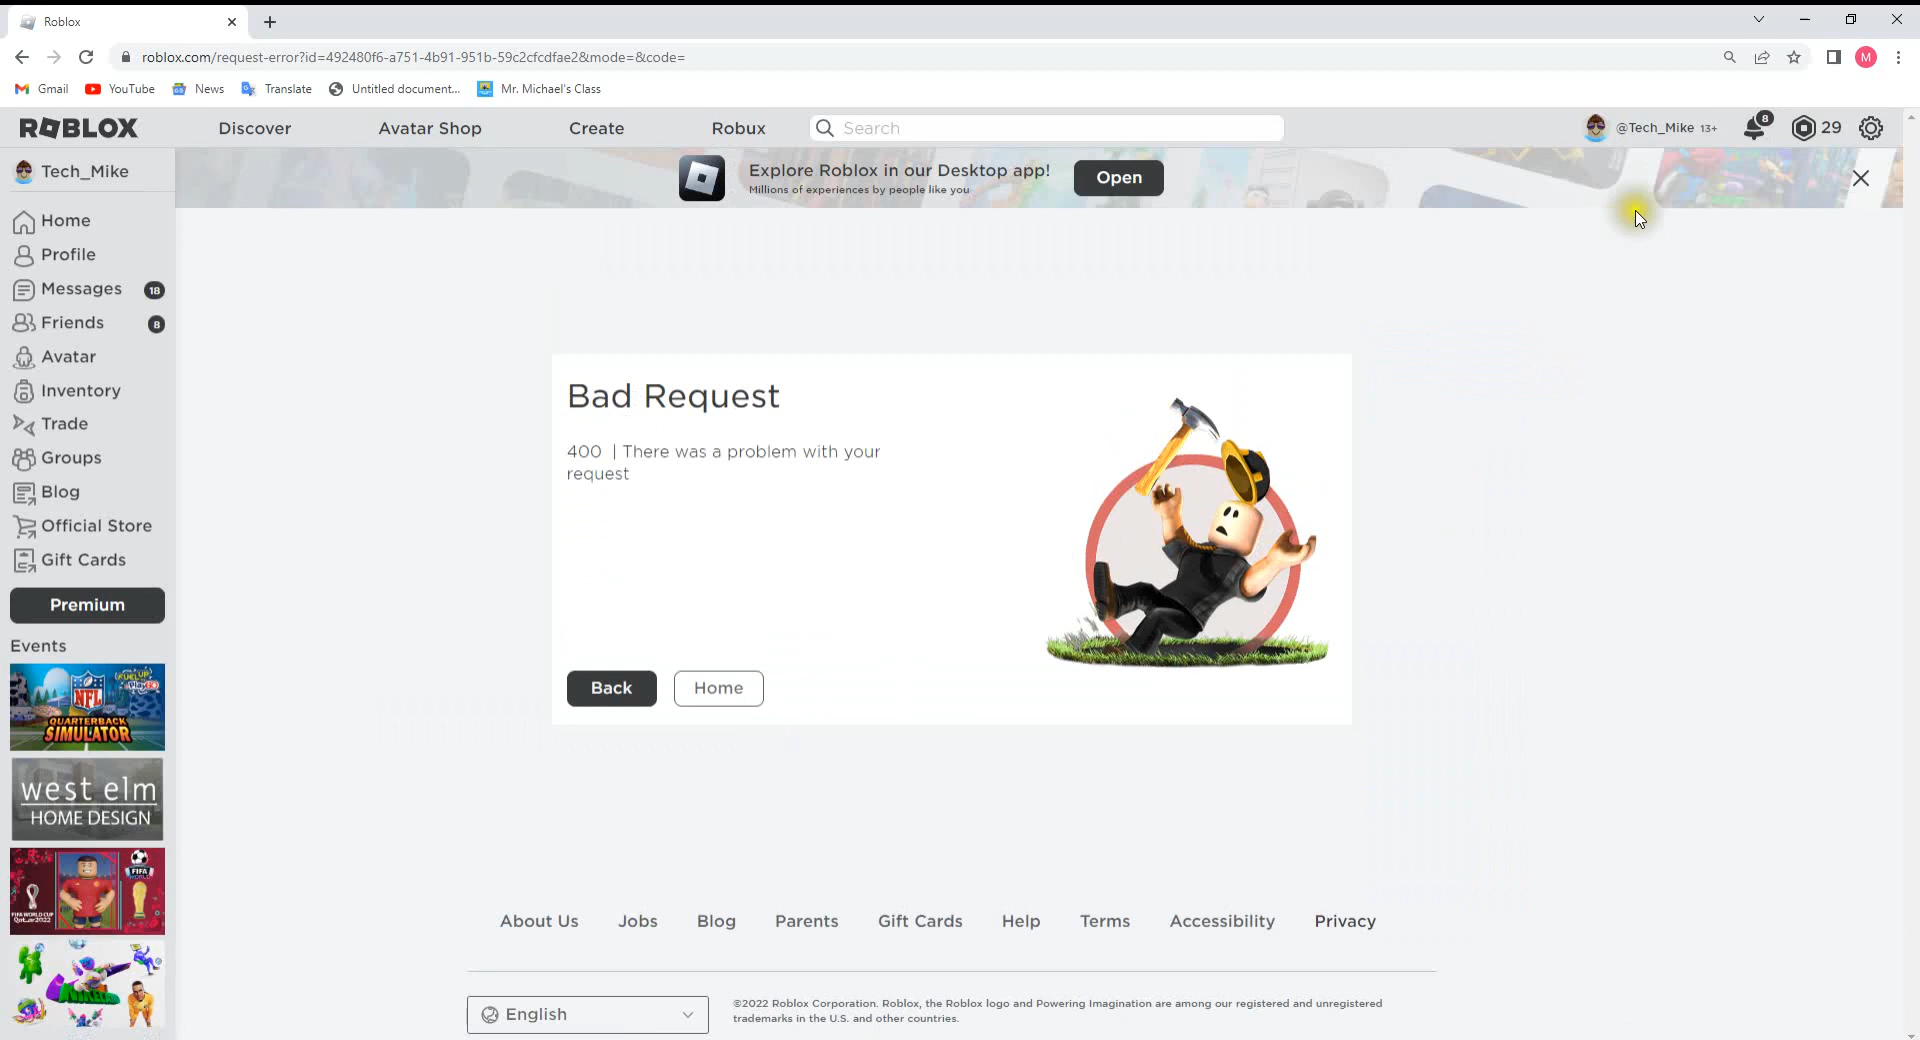 Roblox
roblox.com/request-error?id=492480f6-a751-4b91-951b-59c2cfcdfae2&mode=&code=
M
Gmail YouTube News Translate Untitled document... Mr. Michael's Class
ROBLOX Discover Avatar Shop Create Robux Search @Tech_Mike 13+ 8 29
Tech_Mike
Explore Roblox in our Desktop app!
Millions of experiences by people like you
Open
Home
Profile
Messages 18
Friends 8
Avatar
Inventory
Trade
Groups
Blog
Official Store
Gift Cards
Premium
Events
NFL
QUARTERBACK
SIMULATOR
west elm
HOME DESIGN
FIFA
WORLD
FIFA WORLD CUP
Qatar2022
Bad Request
400 | There was a problem with your
request
Back Home
About Us Jobs Blog Parents Gift Cards Help Terms Accessibility Privacy
English
©2022 Roblox Corporation. Roblox, the Roblox logo and Powering Imagination are among our registered and unregistered
trademarks in the U.S. and other countries.